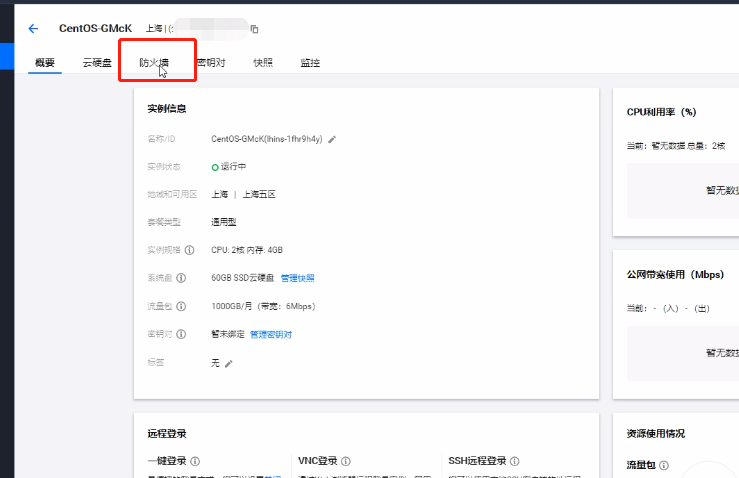 CentOS-GMcK 上海 | (
概要 云硬盘 防火墙 密钥对 快照 监控
实例信息
名称/ID CentOS-GMcK(lhins-1fhr9h4y)
实例状态 运行中
地域和可用区 上海 | 上海五区
套餐类型 通用型
实例规格 CPU: 2核 内存: 4GB
系统盘 60GB SSD云硬盘 管理快照
流量包 1000GB/月（带宽：6Mbps）
密钥对 暂未绑定 管理密钥对
标签 无
CPU利用率（%）
当前：暂无数据 总量：2核
暂无数据
公网带宽使用（Mbps）
当前：-（入）-（出）
暂无数据
远程登录
一键登录 VNC登录 SSH远程登录
资源使用情况
流量包